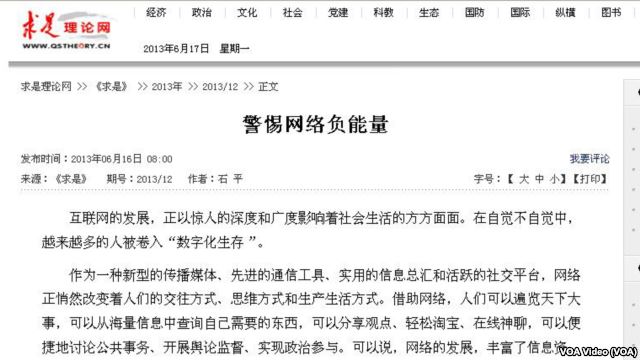 求是理论网
WWW.QSTHEORY.CN
经济 政治 文化 社会 党建 科教 生态 国防 国际 纵横 图书
2013年6月17日 星期一
求是理论网 >> 《求是》 >> 2013年 >> 2013/12 >> 正文
警惕网络负能量
发布时间:2013年06月16日 08:00 我要评论
来源:《求是》 期号:2013/12 作者:石 平 字号:【 大 中 小 】【打印】
互联网的发展,正以惊人的深度和广度影响着社会生活的方方面面。在自觉不自觉中,
越来越多的人被卷入“数字化生存”。
作为一种新型的传播媒体、先进的通信工具、实用的信息总汇和活跃的社交平台,网络
正悄然改变着人们的交往方式、思维方式和生产生活方式。借助网络,人们可以遍览天下大
事,可以从海量信息中查询自己需要的东西,可以分享观点、轻松淘宝、在线神聊,可以便
捷地讨论公共事务、开展舆论监督、实现政治参与。可以说,网络的发展,丰富了信息资
VOA Video (VOA)